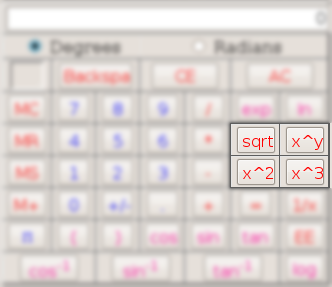 0
Degrees Radians
Backspa CE AC
MC 7 8 9 / exp ln
MR 4 5 6 * sqrt x^y
MS 1 2 3 - x^2 x^3
M+ 0 +/- . + = 1/x
π ( ) cos sin tan EE
cos-1 sin-1 tan-1 log